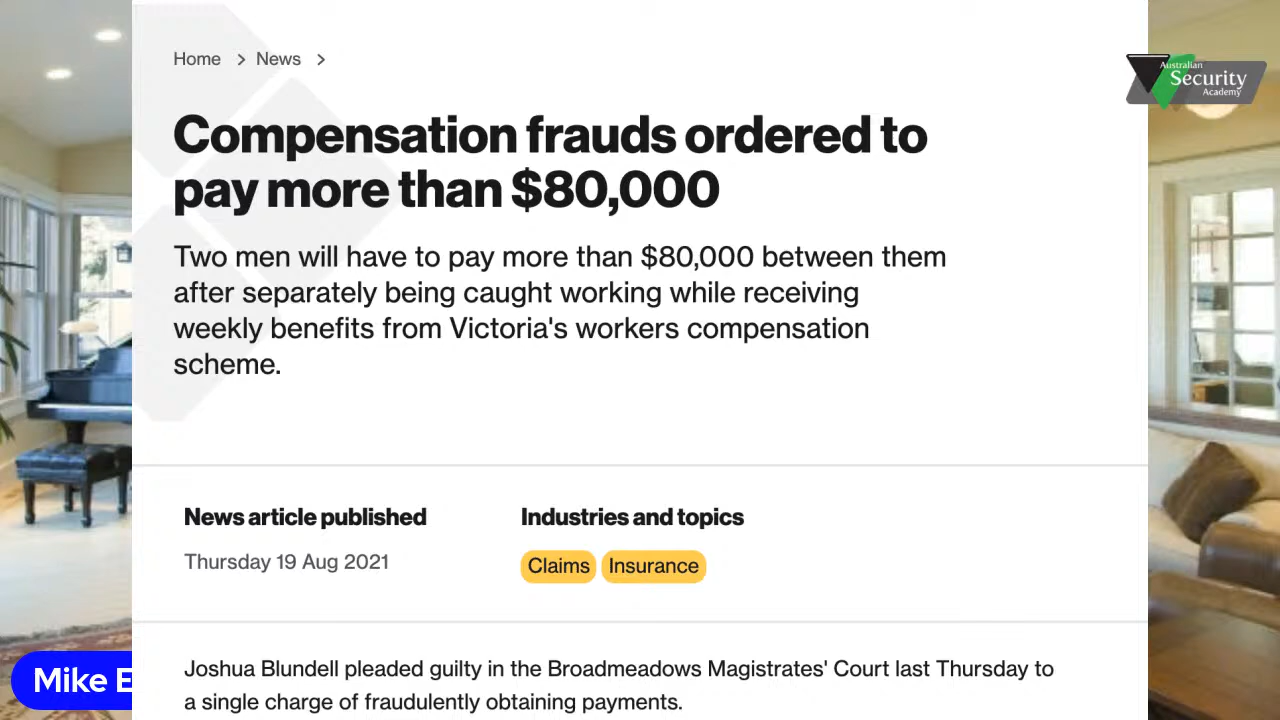 Home > News >
Australian
Security
Academy
Compensation frauds ordered to
pay more than $80,000
Two men will have to pay more than $80,000 between them
after separately being caught working while receiving
weekly benefits from Victoria's workers compensation
scheme.
News article published
Industries and topics
Thursday 19 Aug 2021
Claims
Insurance
Joshua Blundell pleaded guilty in the Broadmeadows Magistrates' Court last Thursday to
a single charge of fraudulently obtaining payments.
Mike E